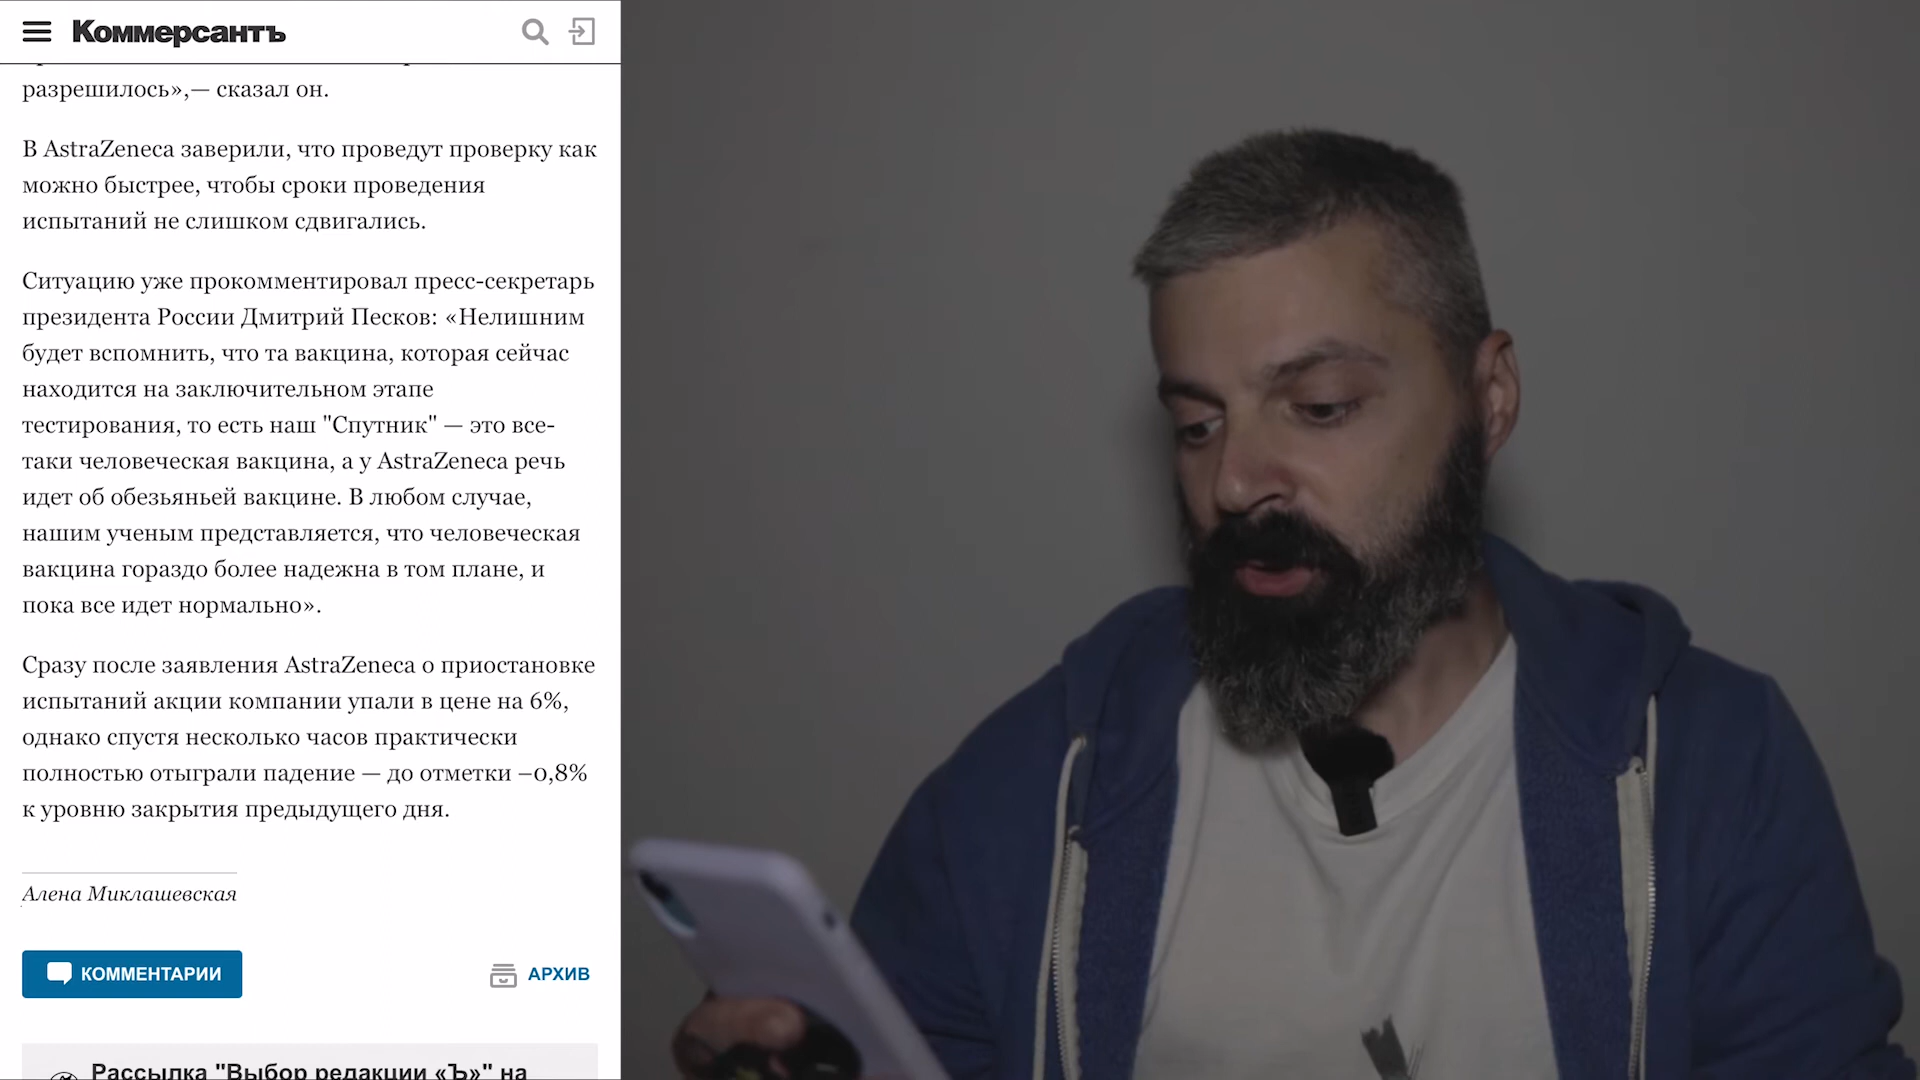 Коммерсантъ
разрешилось»,— сказал он.
В AstraZeneca заверили, что проведут проверку как
можно быстрее, чтобы сроки проведения
испытаний не слишком сдвигались.
Ситуацию уже прокомментировал пресс-секретарь
президента России Дмитрий Песков: «Нелишним
будет вспомнить, что та вакцина, которая сейчас
находится на заключительном этапе
тестирования, то есть наш "Спутник" — это все-
таки человеческая вакцина, а у AstraZeneca речь
идет об обезьяньей вакцине. В любом случае,
нашим ученым представляется, что человеческая
вакцина гораздо более надежна в том плане, и
пока все идет нормально».
Сразу после заявления AstraZeneca о приостановке
испытаний акции компании упали в цене на 6%,
однако спустя несколько часов практически
полностью отыграли падение — до отметки –0,8%
к уровню закрытия предыдущего дня.
Алена Миклашевская
КОММЕНТАРИИ
АРХИВ
Рассылка "Выбор редакции «Ъ»" на